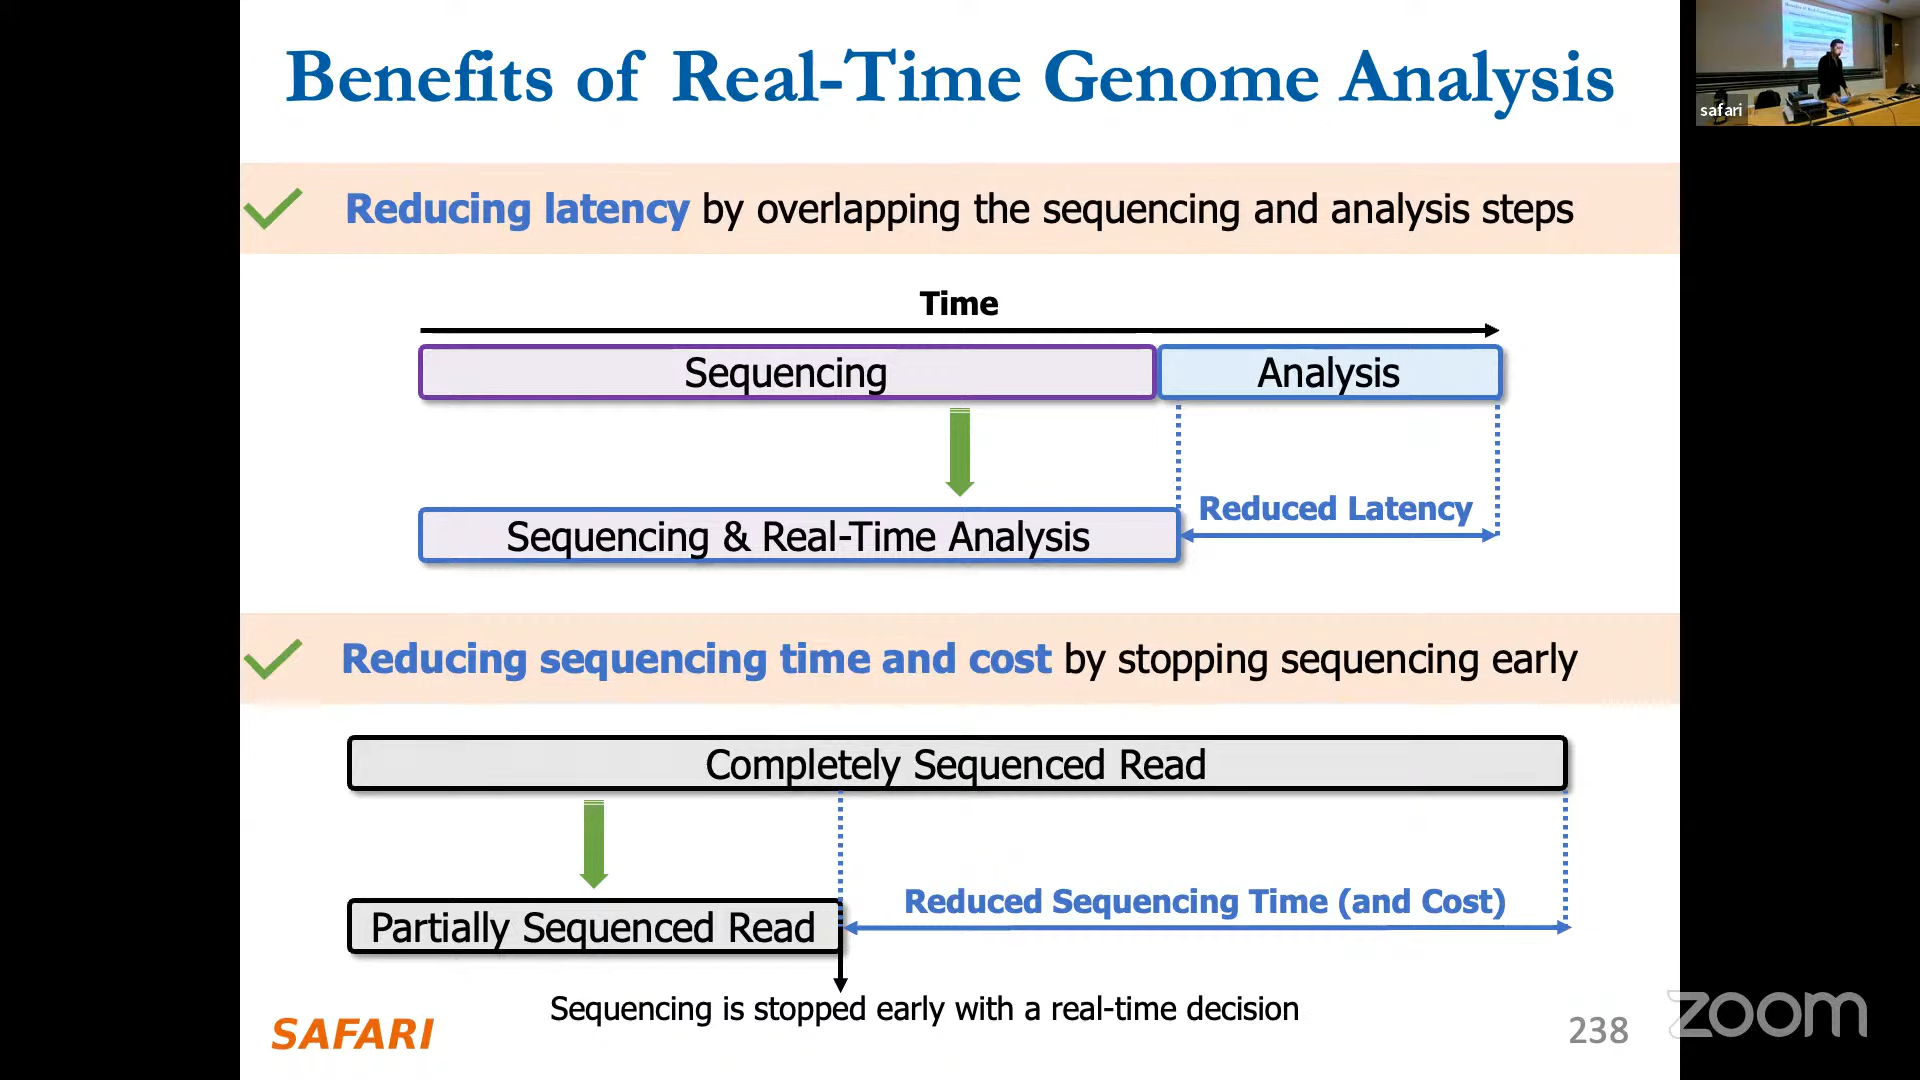 Benefits of Real-Time Genome Analysis
safari
Reducing latency by overlapping the sequencing and analysis steps
Time
Sequencing
Analysis
Reduced Latency
Sequencing & Real-Time Analysis
Reducing sequencing time and cost by stopping sequencing early
Completely Sequenced Read
Reduced Sequencing Time (and Cost)
Partially Sequenced Read
Sequencing is stopped early with a real-time decision
SAFARI
238
zoom